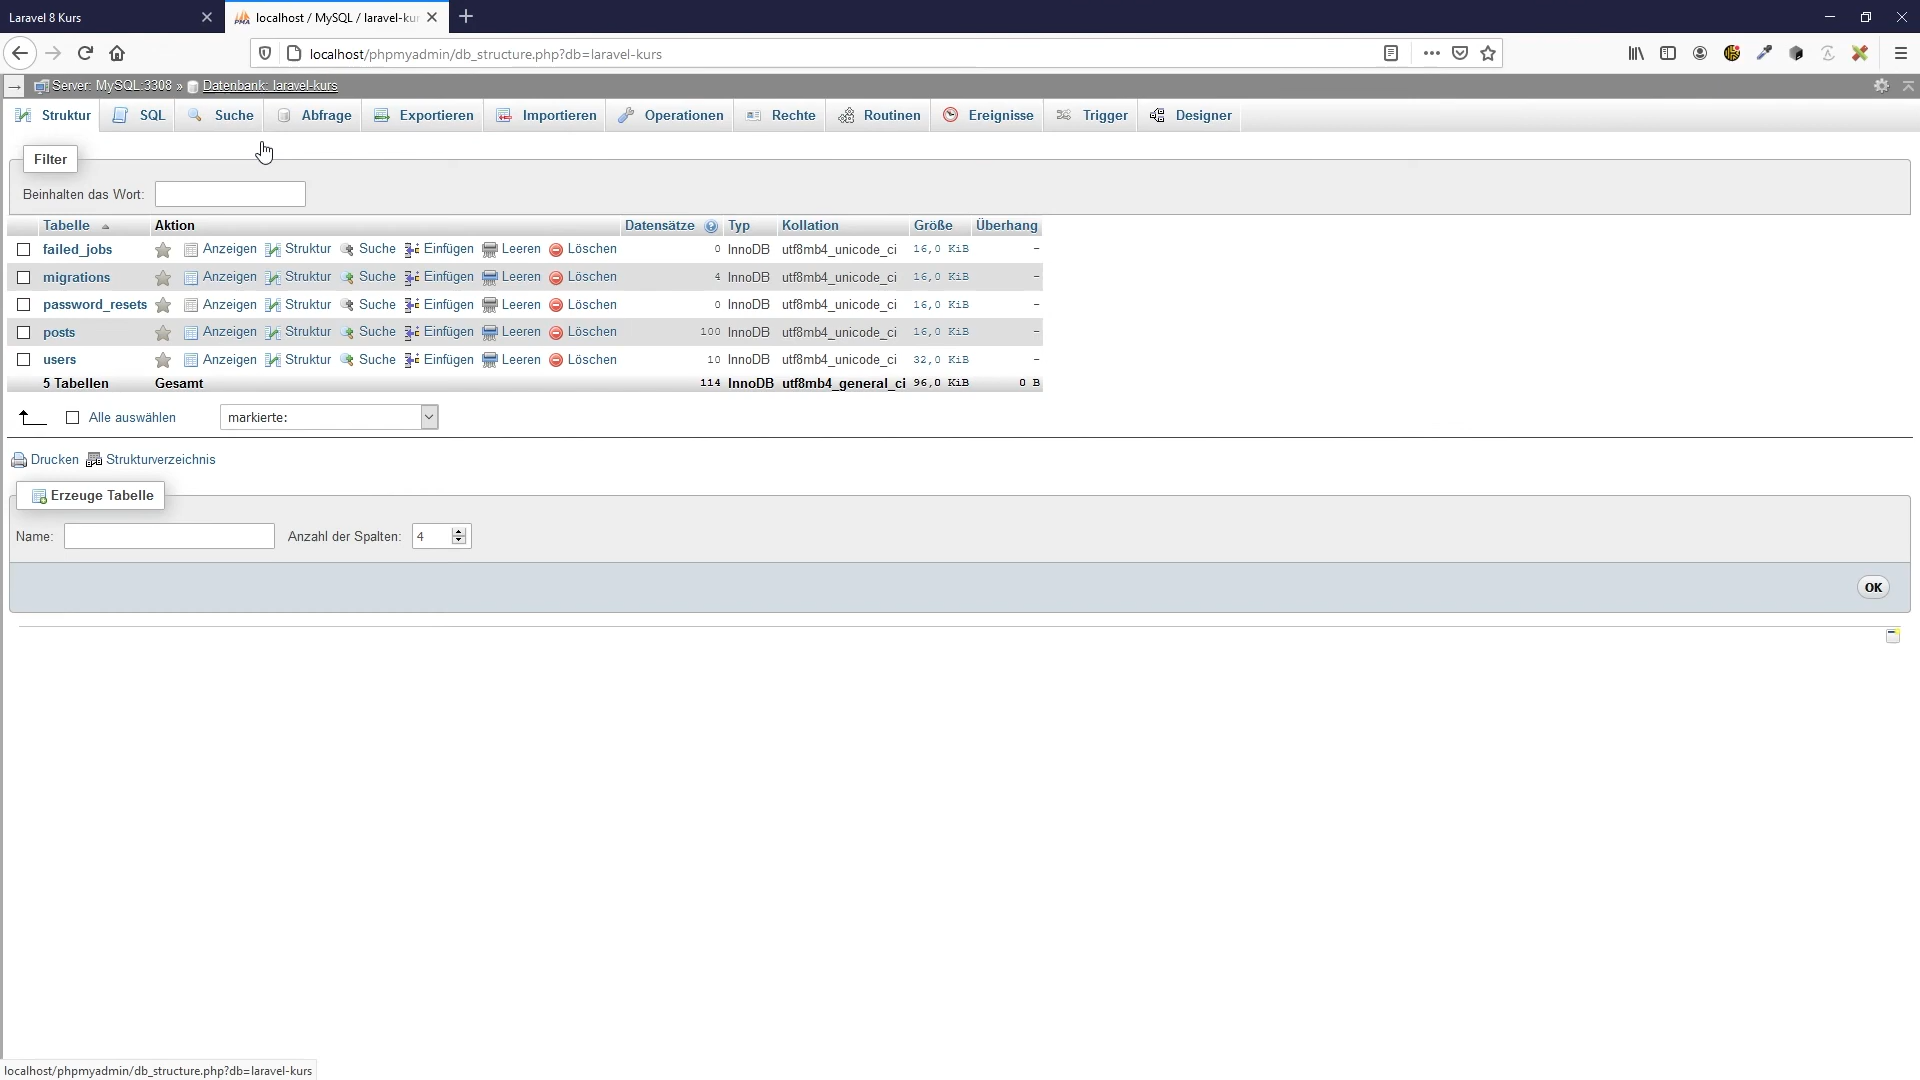 Laravel 8 Kurs
localhost / MySQL / laravel-kur
localhost/phpmyadmin/db_structure.php?db=laravel-kurs
Server: MySQL:3308 » Datenbank: laravel-kurs
Struktur SQL Suche Abfrage Exportieren Importieren Operationen Rechte Routinen Ereignisse Trigger Designer
Filter
Beinhalten das Wort:
Tabelle Aktion Datensätze Typ Kollation Größe Überhang
failed_jobs Anzeigen Struktur Suche Einfügen Leeren Löschen 0 InnoDB utf8mb4_unicode_ci 16,0 KiB -
migrations Anzeigen Struktur Suche Einfügen Leeren Löschen 4 InnoDB utf8mb4_unicode_ci 16,0 KiB -
password_resets Anzeigen Struktur Suche Einfügen Leeren Löschen 0 InnoDB utf8mb4_unicode_ci 16,0 KiB -
posts Anzeigen Struktur Suche Einfügen Leeren Löschen 100 InnoDB utf8mb4_unicode_ci 16,0 KiB -
users Anzeigen Struktur Suche Einfügen Leeren Löschen 10 InnoDB utf8mb4_unicode_ci 32,0 KiB -
5 Tabellen Gesamt 114 InnoDB utf8mb4_general_ci 96,0 KiB 0 B
Alle auswählen markierte:
Drucken Strukturverzeichnis
Erzeuge Tabelle
Name: Anzahl der Spalten: 4
OK
localhost/phpmyadmin/db_structure.php?db=laravel-kurs